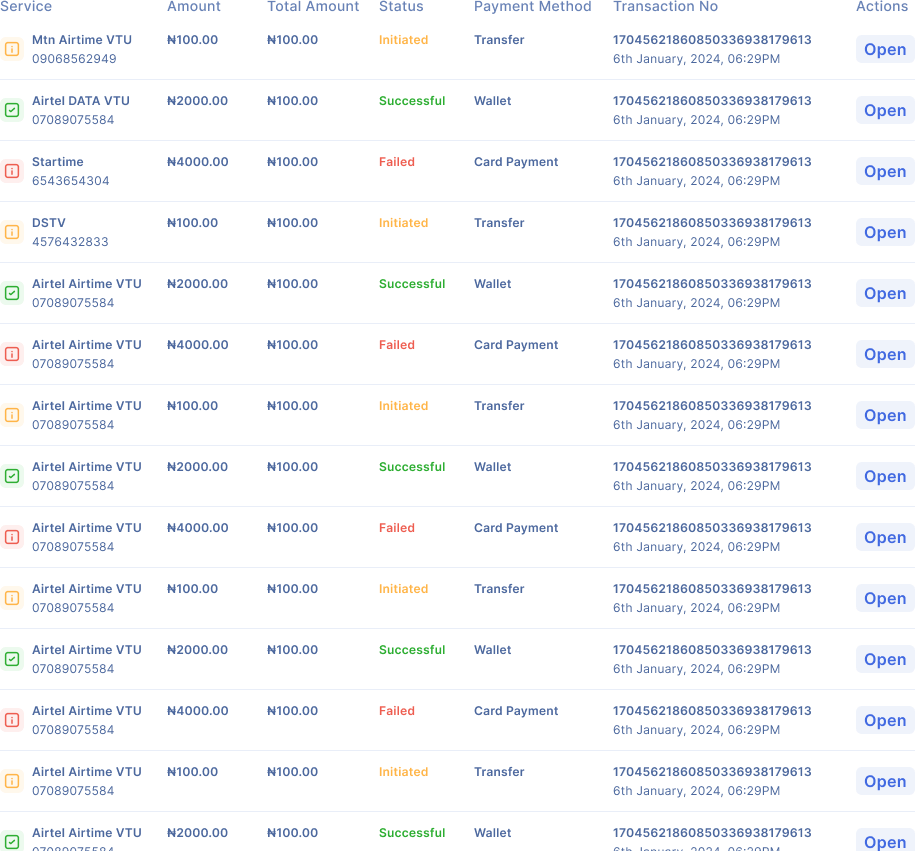 Service Amount Total Amount Status Payment Method Transaction No Actions
Mtn Airtime VTU ₦100.00 ₦100.00 Initiated Transfer 17045621860850336938179613 Open
09068562949 6th January, 2024, 06:29PM
Airtel DATA VTU ₦2000.00 ₦100.00 Successful Wallet 17045621860850336938179613 Open
07089075584 6th January, 2024, 06:29PM
Startime ₦4000.00 ₦100.00 Failed Card Payment 17045621860850336938179613 Open
6543654304 6th January, 2024, 06:29PM
DSTV ₦100.00 ₦100.00 Initiated Transfer 17045621860850336938179613 Open
4576432833 6th January, 2024, 06:29PM
Airtel Airtime VTU ₦2000.00 ₦100.00 Successful Wallet 17045621860850336938179613 Open
07089075584 6th January, 2024, 06:29PM
Airtel Airtime VTU ₦4000.00 ₦100.00 Failed Card Payment 17045621860850336938179613 Open
07089075584 6th January, 2024, 06:29PM
Airtel Airtime VTU ₦100.00 ₦100.00 Initiated Transfer 17045621860850336938179613 Open
07089075584 6th January, 2024, 06:29PM
Airtel Airtime VTU ₦2000.00 ₦100.00 Successful Wallet 17045621860850336938179613 Open
07089075584 6th January, 2024, 06:29PM
Airtel Airtime VTU ₦4000.00 ₦100.00 Failed Card Payment 17045621860850336938179613 Open
07089075584 6th January, 2024, 06:29PM
Airtel Airtime VTU ₦100.00 ₦100.00 Initiated Transfer 17045621860850336938179613 Open
07089075584 6th January, 2024, 06:29PM
Airtel Airtime VTU ₦2000.00 ₦100.00 Successful Wallet 17045621860850336938179613 Open
07089075584 6th January, 2024, 06:29PM
Airtel Airtime VTU ₦4000.00 ₦100.00 Failed Card Payment 17045621860850336938179613 Open
07089075584 6th January, 2024, 06:29PM
Airtel Airtime VTU ₦100.00 ₦100.00 Initiated Transfer 17045621860850336938179613 Open
07089075584 6th January, 2024, 06:29PM
Airtel Airtime VTU ₦2000.00 ₦100.00 Successful Wallet 17045621860850336938179613 Open